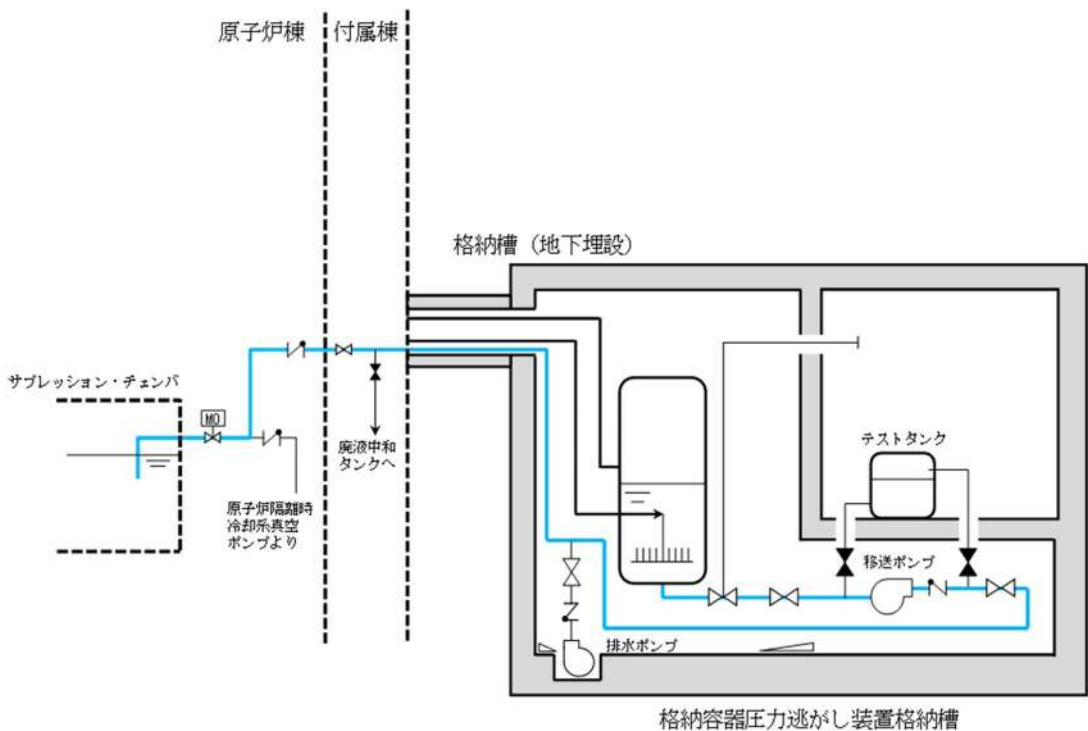 原子炉棟
付属棟
格納槽（地下埋設）
サプレッション・チェンバ
MO
廃液中和
タンクへ
原子炉隔離時
冷却系真空
ポンプより
テストタンク
移送ポンプ
排水ポンプ
格納容器圧力逃がし装置格納槽